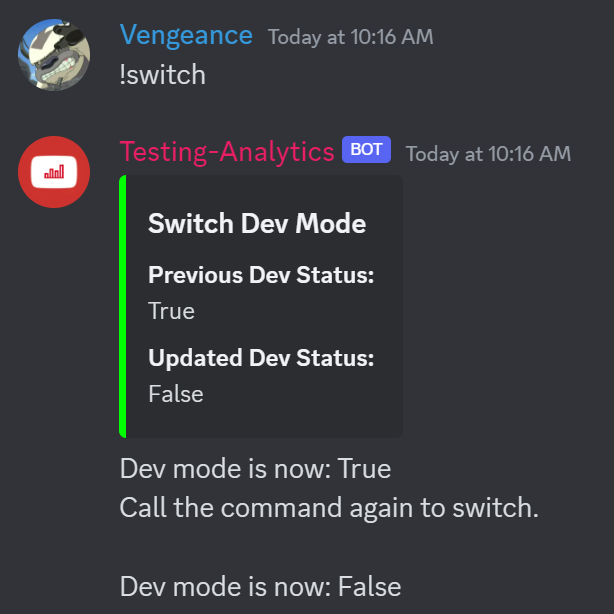 Vengeance Today at 10:16 AM
!switch
Testing-Analytics BOT Today at 10:16 AM
Switch Dev Mode
Previous Dev Status:
True
Updated Dev Status:
False
Dev mode is now: True
Call the command again to switch.
Dev mode is now: False